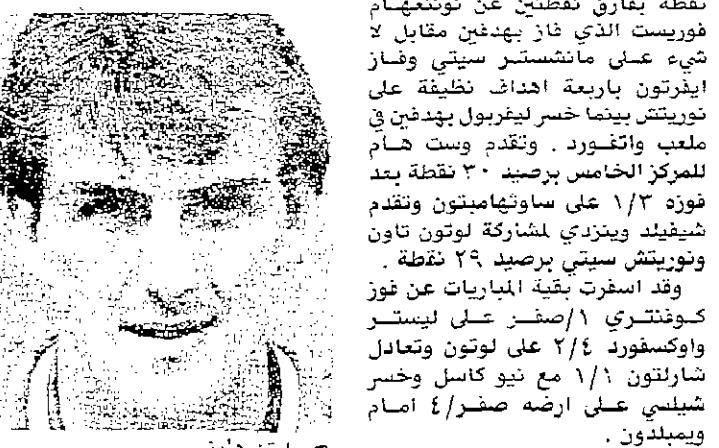 نقطة بفارق نقطتين عن نوتنغهام
فوريست الذي فاز بهدفين مقابل لا
شيء على مانشستر سيتي وفاز
ايفرتون باربعة اهداف نظيفة على
نوريتش بينما خسر ليفربول بهدفين في
ملعب واتفورد . وتقدم وست هام
للمركز الخامس برصيد ٣٠ نقطة بعد
فوزه ١/٣ على ساوثهامبتون وتقدم
شيفيلد وينزدي لمشاركة لوتون تاون
ونوريتش سيتي برصيد ٢٩ نقطة .
وقد اسفرت بقية المباريات عن فوز
كوفنتري ١/صفر على ليستر
واوكسفورد ٢/٤ على لوتون وتعادل
شارلتون ١/١ مع نيو كاسل وخسر
شيلسي على ارضه صفر/٤ امام
ويمبلدون .